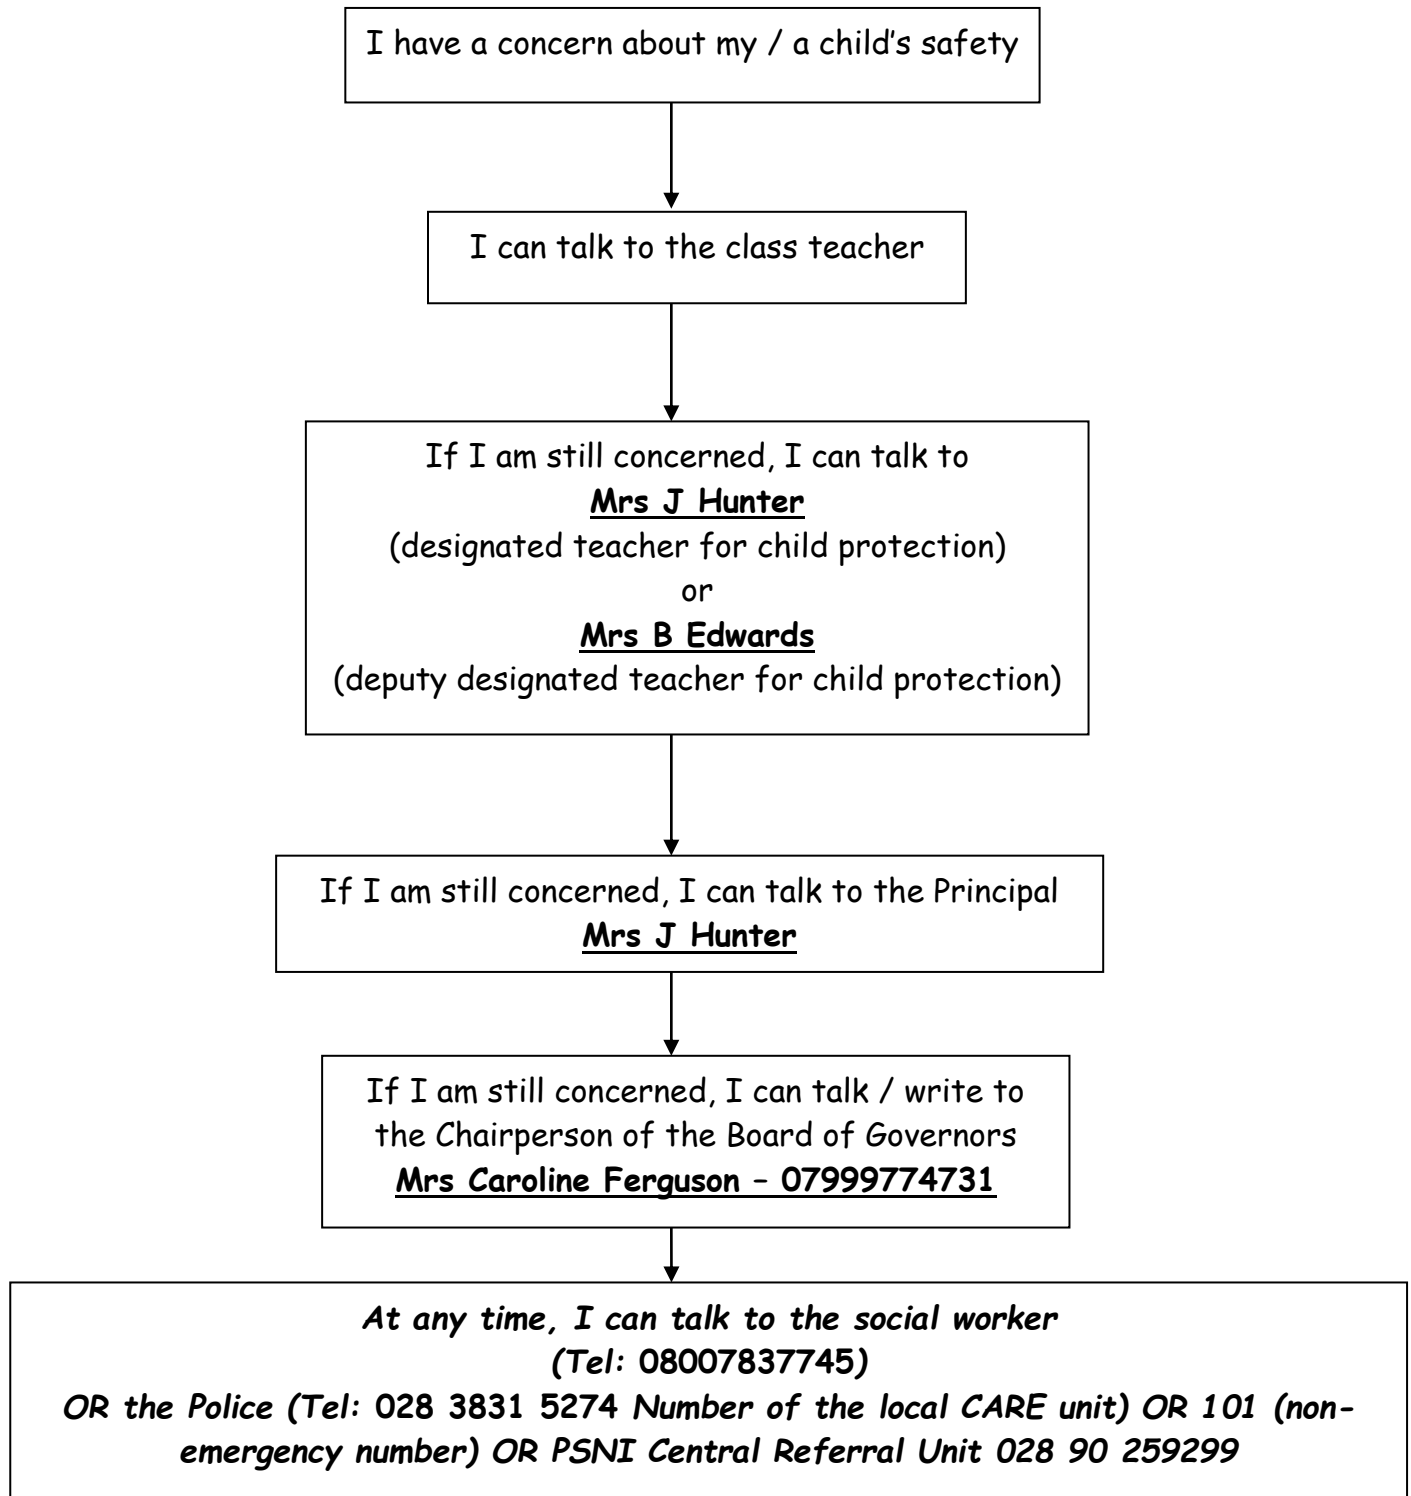 I have a concern about my / a child's safety
I can talk to the class teacher
If I am still concerned, I can talk to
Mrs J Hunter
(designated teacher for child protection)
or
Mrs B Edwards
(deputy designated teacher for child protection)
If I am still concerned, I can talk to the Principal
Mrs J Hunter
If I am still concerned, I can talk / write to
the Chairperson of the Board of Governors
Mrs Caroline Ferguson – 07999774731
At any time, I can talk to the social worker
(Tel: 08007837745)
OR the Police (Tel: 028 3831 5274 Number of the local CARE unit) OR 101 (non-
emergency number) OR PSNI Central Referral Unit 028 90 259299